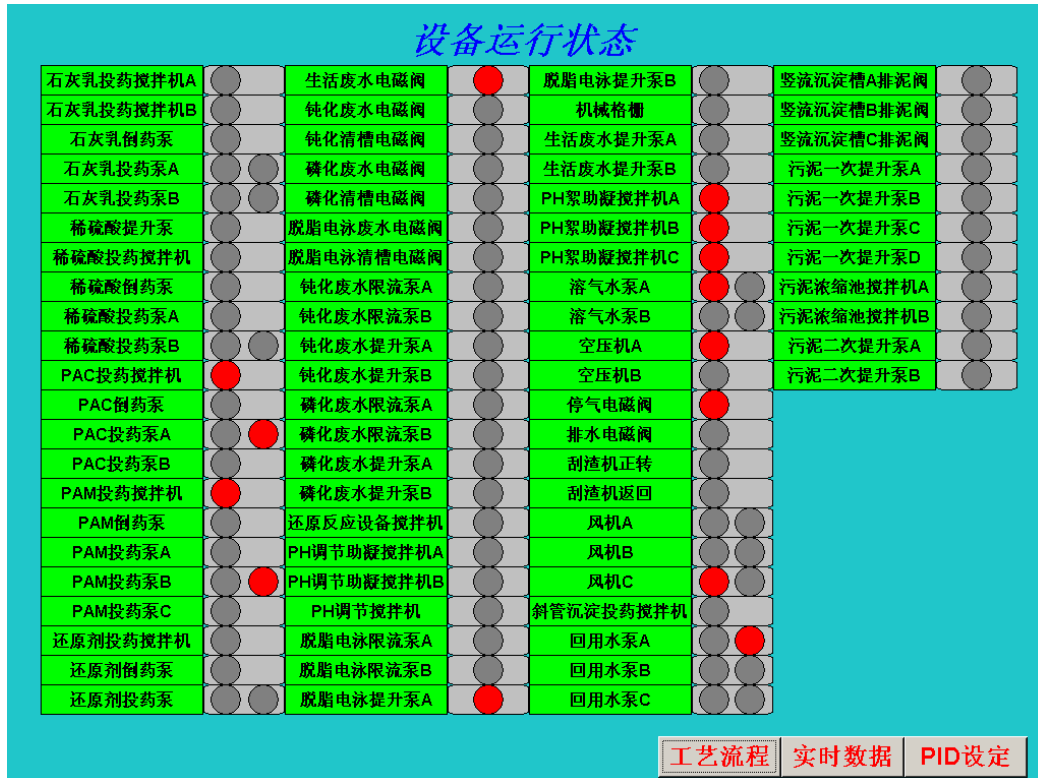 设备运行状态
石灰乳投药搅拌机A 生活废水电磁阀 脱脂电泳提升泵B 竖流沉淀槽A排泥阀
石灰乳投药搅拌机B 钝化废水电磁阀 机械格栅 竖流沉淀槽B排泥阀
石灰乳倒药泵 钝化清槽电磁阀 生活废水提升泵A 竖流沉淀槽C排泥阀
石灰乳投药泵A 磷化废水电磁阀 生活废水提升泵B 污泥一次提升泵A
石灰乳投药泵B 磷化清槽电磁阀 PH絮助凝搅拌机A 污泥一次提升泵B
稀硫酸提升泵 脱脂电泳废水电磁阀 PH絮助凝搅拌机B 污泥一次提升泵C
稀硫酸投药搅拌机 脱脂电泳清槽电磁阀 PH絮助凝搅拌机C 污泥一次提升泵D
稀硫酸倒药泵 钝化废水限流泵A 溶气水泵A 污泥浓缩池搅拌机A
稀硫酸投药泵A 钝化废水限流泵B 溶气水泵B 污泥浓缩池搅拌机B
稀硫酸投药泵B 钝化废水提升泵A 空压机A 污泥二次提升泵A
PAC投药搅拌机 钝化废水提升泵B 空压机B 污泥二次提升泵B
PAC倒药泵 磷化废水限流泵A 停气电磁阀
PAC投药泵A 磷化废水限流泵B 排水电磁阀
PAC投药泵B 磷化废水提升泵A 刮渣机正转
PAM投药搅拌机 磷化废水提升泵B 刮渣机返回
PAM倒药泵 还原反应设备搅拌机 风机A
PAM投药泵A PH调节助凝搅拌机A 风机B
PAM投药泵B PH调节助凝搅拌机B 风机C
PAM投药泵C PH调节搅拌机 斜管沉淀投药搅拌机
还原剂投药搅拌机 脱脂电泳限流泵A 回用水泵A
还原剂倒药泵 脱脂电泳限流泵B 回用水泵B
还原剂投药泵 脱脂电泳提升泵A 回用水泵C
工艺流程 实时数据 PID设定